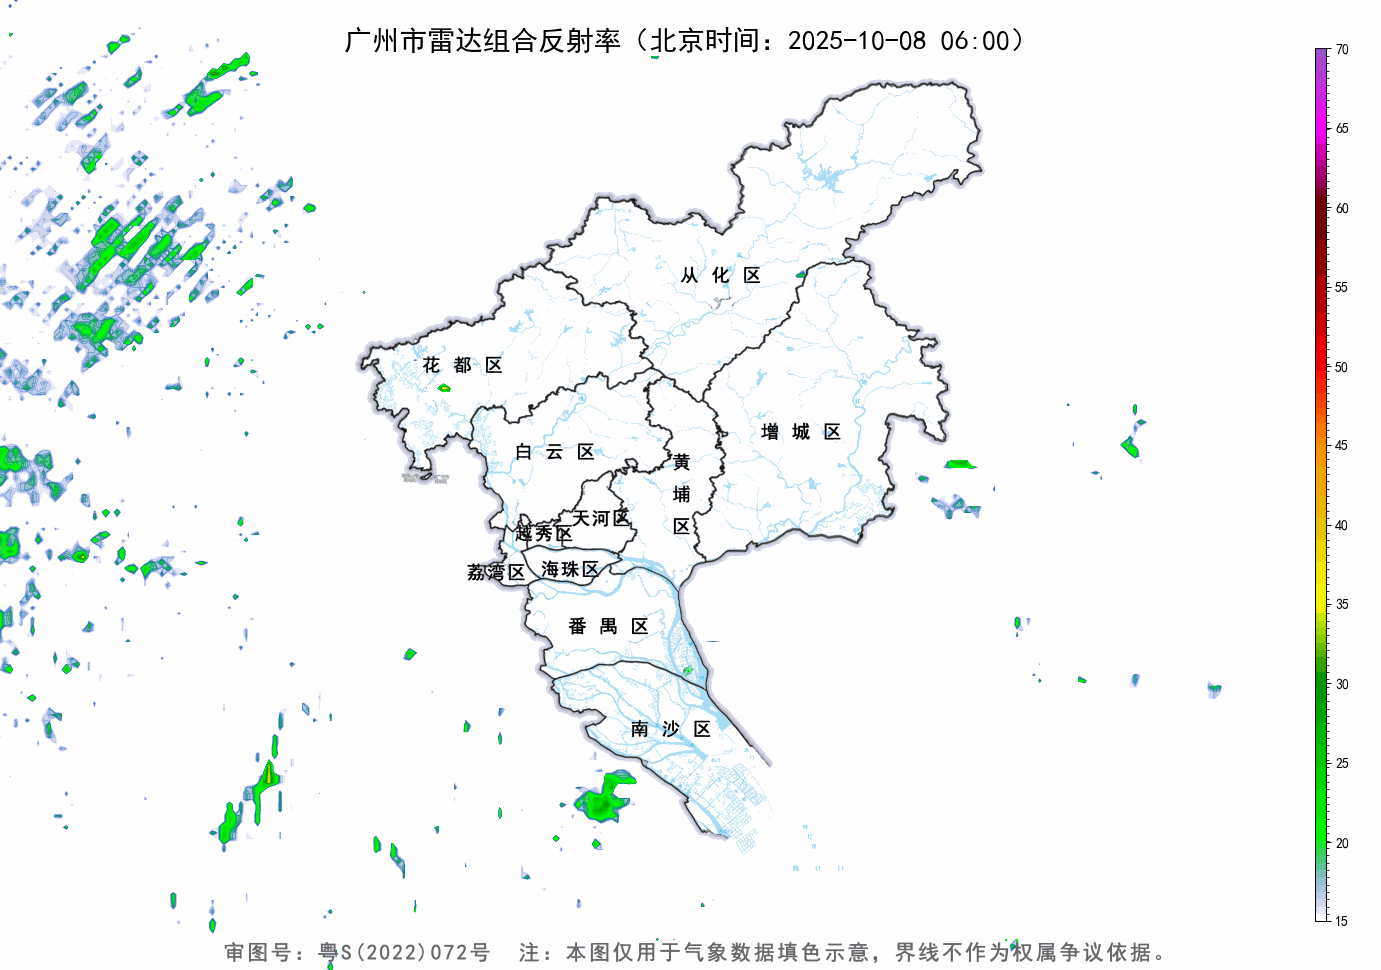 广州市雷达组合反射率（北京时间：2025-10-08 06:00）
70
65
60
55
50
45
40
35
30
25
20
15
从化区
花都区
增城区
白云区
黄埔区
天河区
越秀区
荔湾区
海珠区
番禺区
南沙区
审图号：粤S(2022)072号 注：本图仅用于气象数据填色示意，界线不作为权属争议依据。